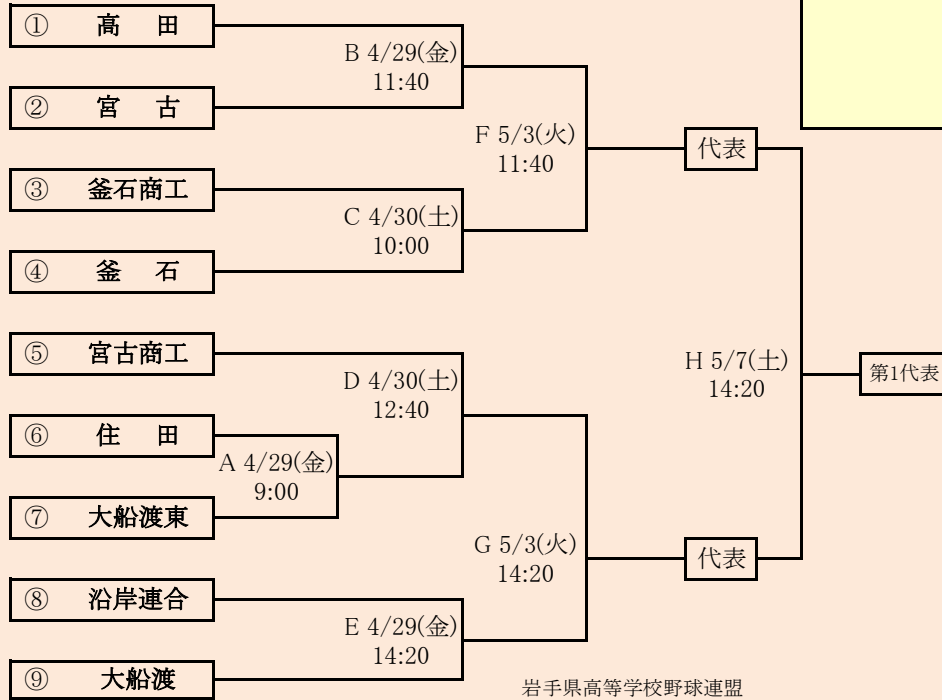 ① 高 田
B 4/29(金)
11:40
② 宮 古
F 5/3(火)
11:40
代表
③ 釜石商工
C 4/30(土)
10:00
④ 釜 石
⑤ 宮古商工
D 4/30(土)
12:40
H 5/7(土)
14:20
第1代表
⑥ 住 田
A 4/29(金)
9:00
⑦ 大船渡東
G 5/3(火)
14:20
代表
⑧ 沿岸連合
E 4/29(金)
14:20
⑨ 大船渡
岩手県高等学校野球連盟